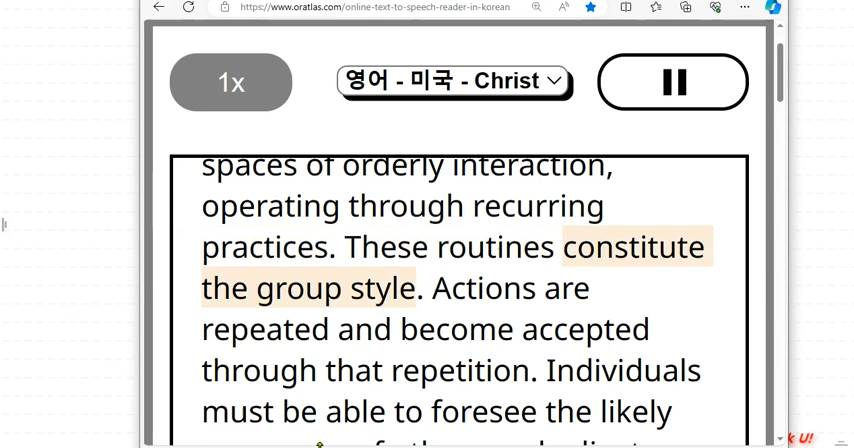 https://www.oratlas.com/online-text-to-speech-reader-in-korean
1x
영어 - 미국 - Christ
spaces of orderly interaction,
operating through recurring
practices. These routines constitute
the group style. Actions are
repeated and become accepted
through that repetition. Individuals
must be able to foresee the likely
k U!